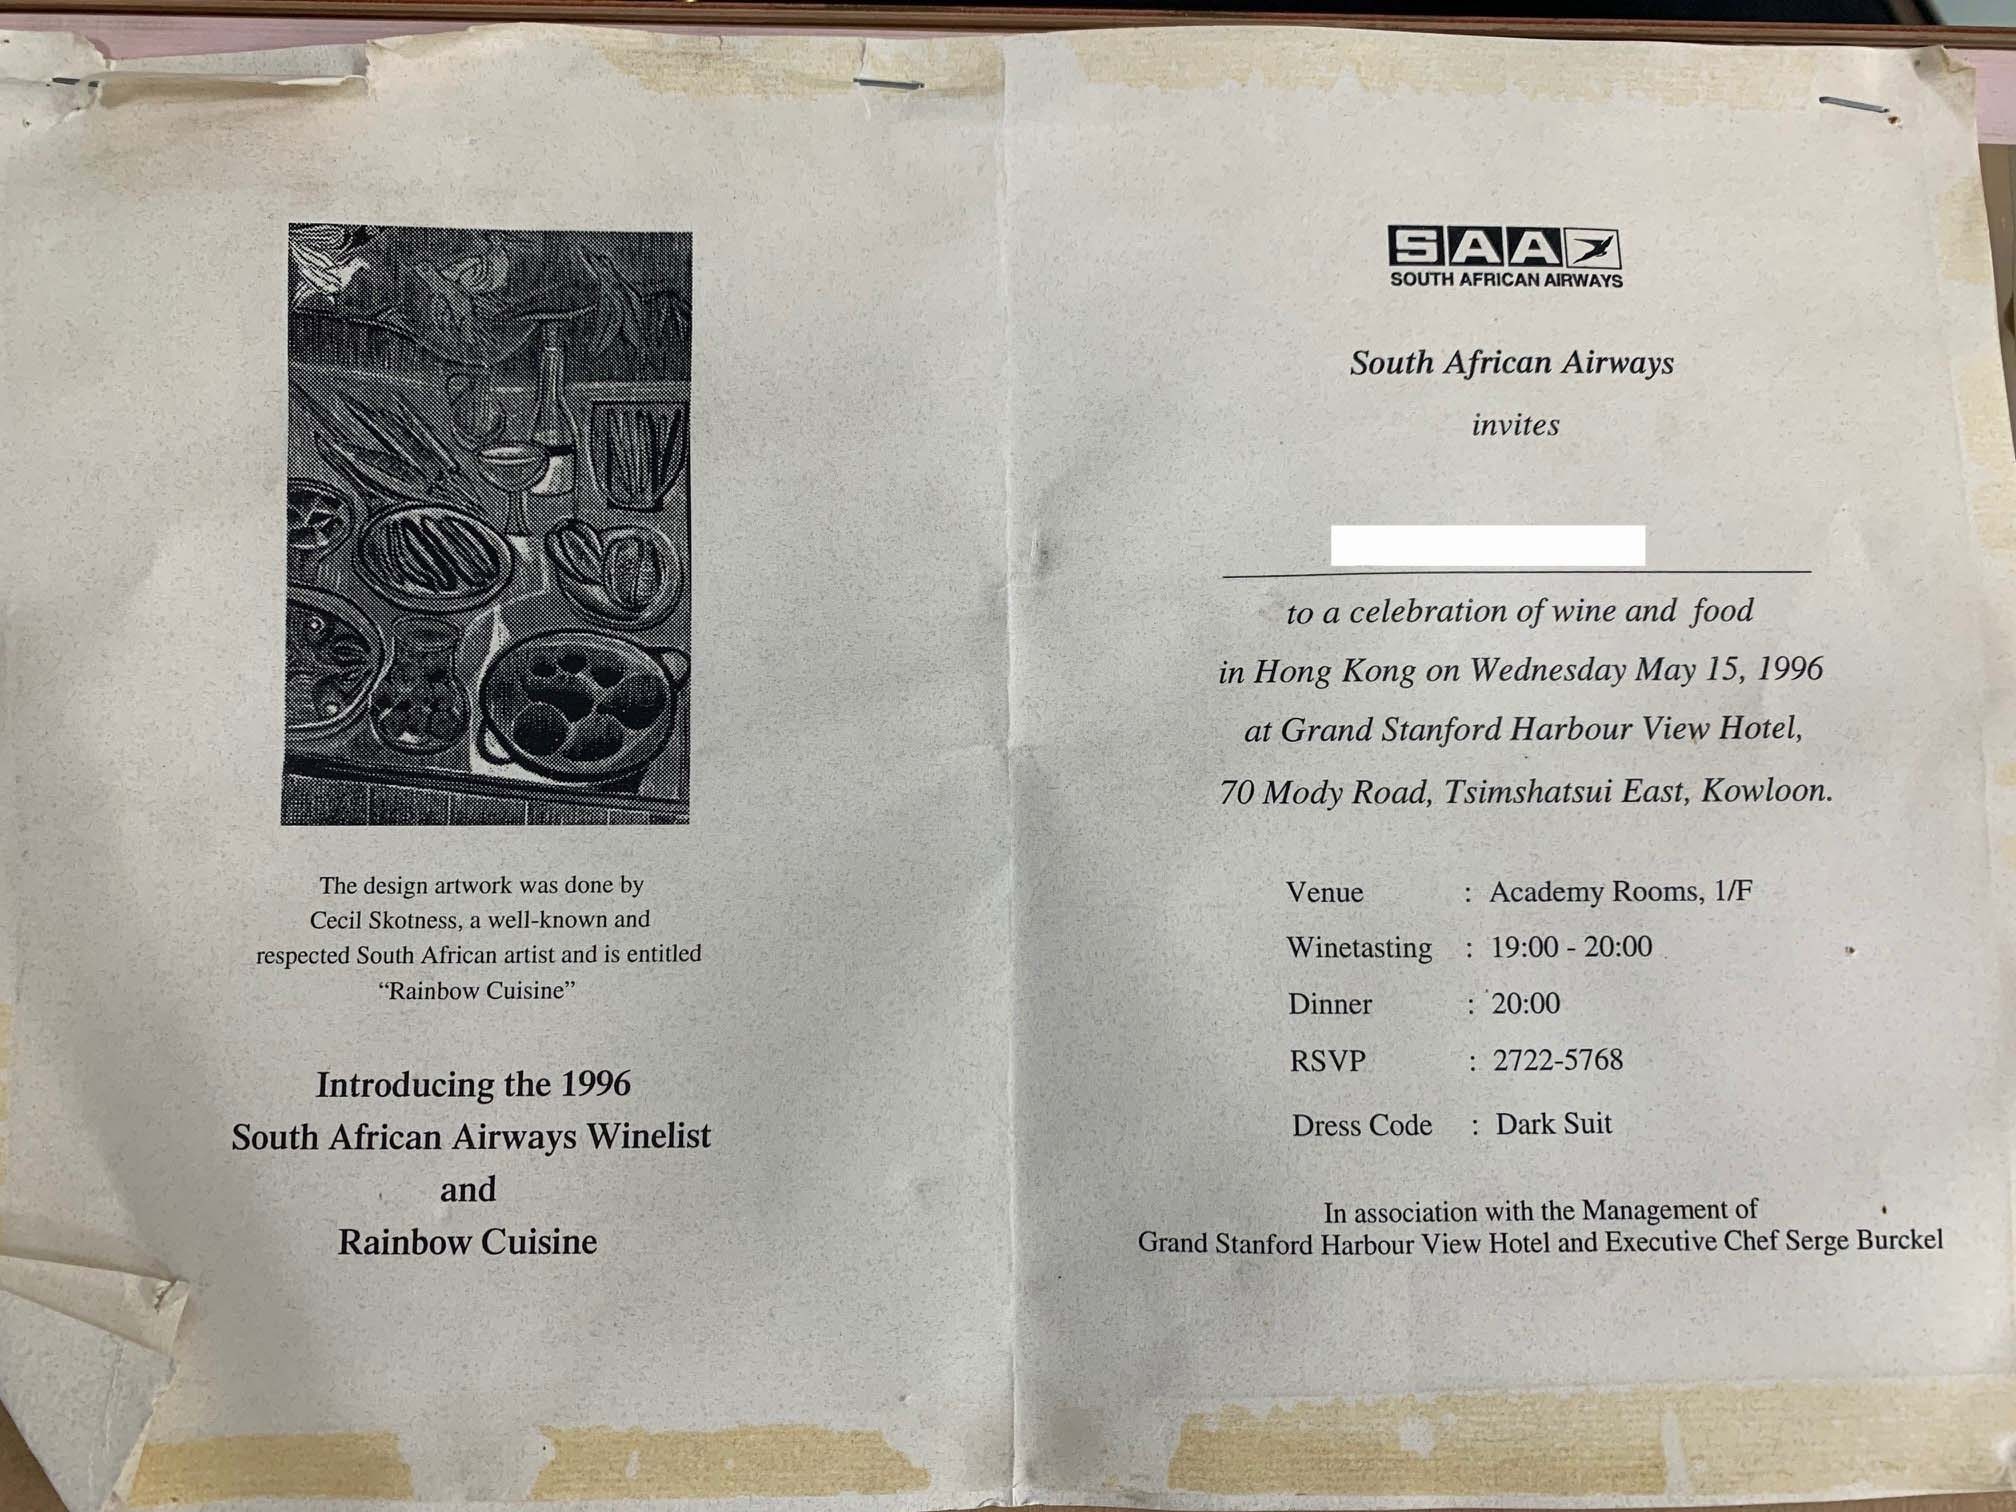 The design artwork was done by
Cecil Skotness, a well-known and
respected South African artist and is entitled
“Rainbow Cuisine”
Introducing the 1996
South African Airways Winelist
and
Rainbow Cuisine
SAA
SOUTH AFRICAN AIRWAYS
South African Airways
invites
to a celebration of wine and food
in Hong Kong on Wednesday May 15, 1996
at Grand Stanford Harbour View Hotel,
70 Mody Road, Tsimshatsui East, Kowloon.
Venue : Academy Rooms, 1/F
Winetasting : 19:00 - 20:00
Dinner : 20:00
RSVP : 2722-5768
Dress Code : Dark Suit
In association with the Management of
Grand Stanford Harbour View Hotel and Executive Chef Serge Burckel